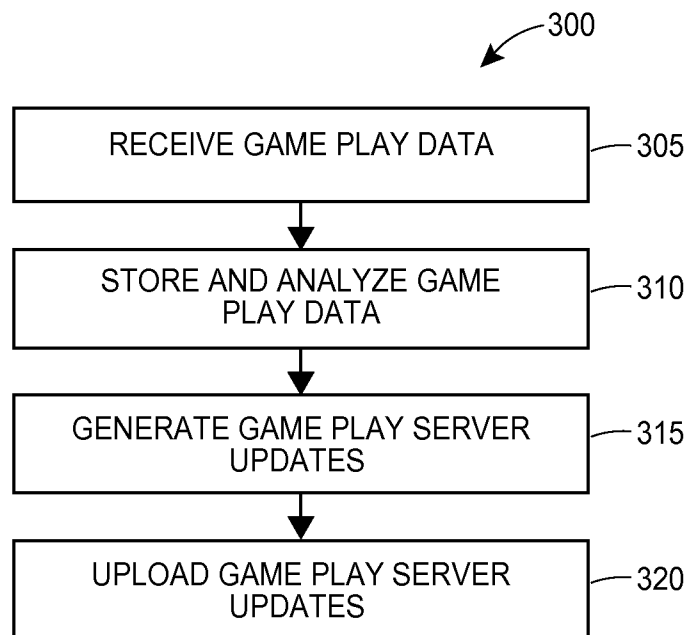 300
RECEIVE GAME PLAY DATA
305
STORE AND ANALYZE GAME
PLAY DATA
310
GENERATE GAME PLAY SERVER
UPDATES
315
UPLOAD GAME PLAY SERVER
UPDATES
320